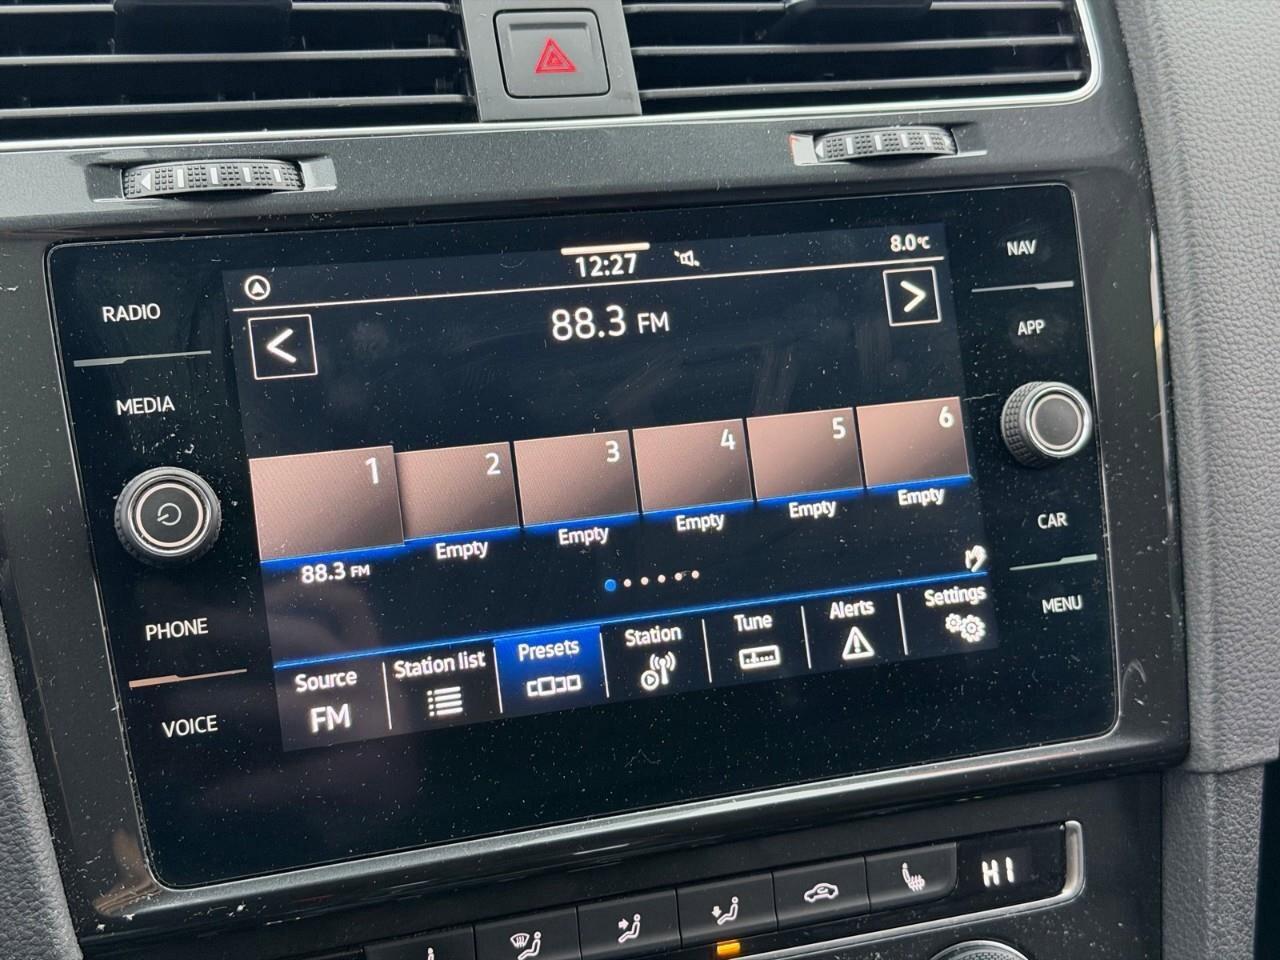 12:27
8.0°C
88.3 FM
1
2
3
4
5
6
88.3 FM
Empty
Empty
Empty
Empty
Empty
Source
FM
Station list
Presets
Station
Tune
Alerts
Settings
RADIO
MEDIA
PHONE
VOICE
NAV
APP
CAR
MENU
HI